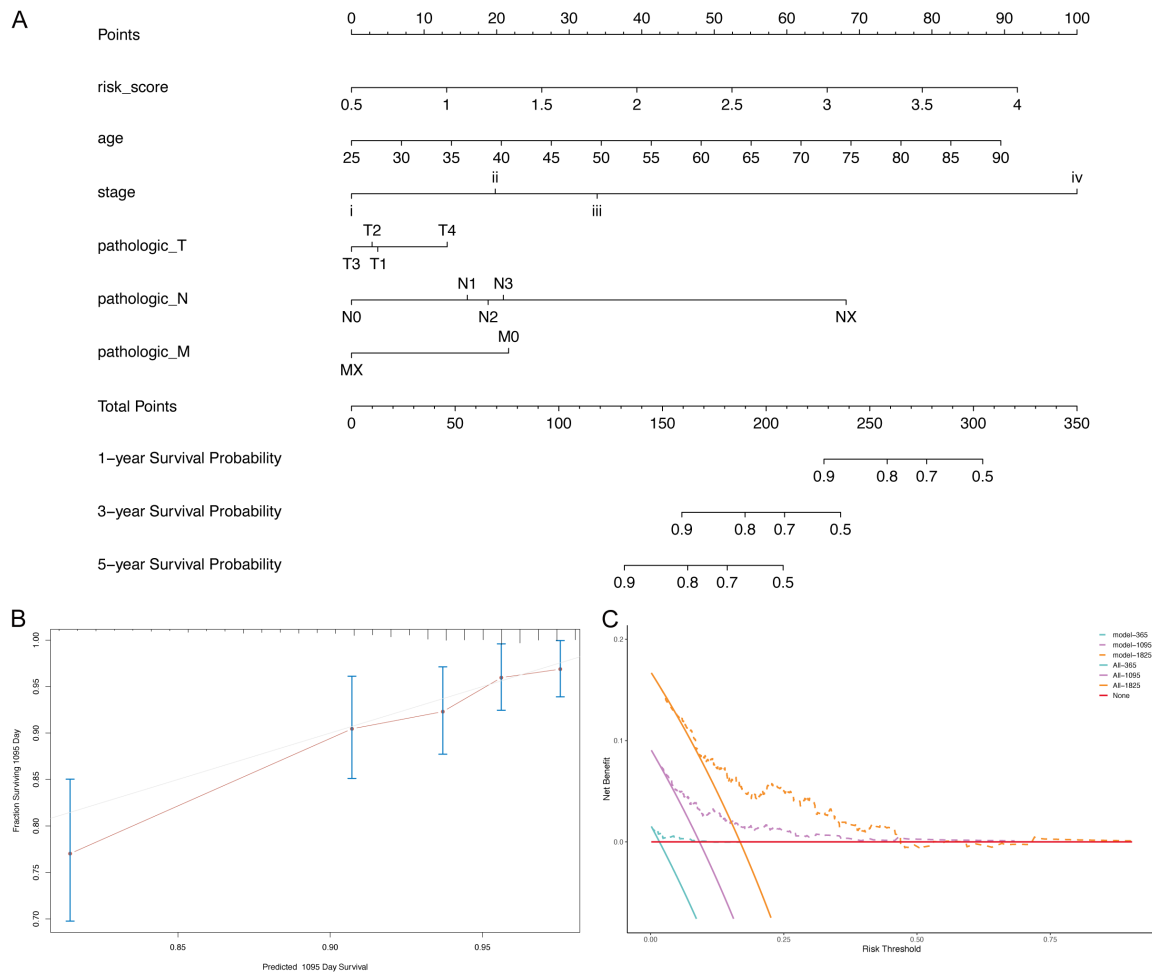 A
Points
0 10 20 30 40 50 60 70 80 90 100
risk_score
0.5 1 1.5 2 2.5 3 3.5 4
age
25 30 35 40 45 50 55 60 65 70 75 80 85 90
ii iv
stage
i iii
T2 T4
pathologic_T
T3 T1
N1 N3
pathologic_N
N0 N2 NX
M0
pathologic_M
MX
Total Points
0 50 100 150 200 250 300 350
1−year Survival Probability
0.9 0.8 0.7 0.5
3−year Survival Probability
0.9 0.8 0.7 0.5
5−year Survival Probability
0.9 0.8 0.7 0.5
B
Fraction Surviving 1095 Day
1.00
0.95
0.90
0.85
0.80
0.75
0.70
0.85 0.90 0.95
Predicted 1095 Day Survival
C
model−365
model−1095
model−1825
All−365
All−1095
All−1825
None
Net Benefit
0.2
0.1
0.0
0.00 0.25 0.50 0.75
Risk Threshold